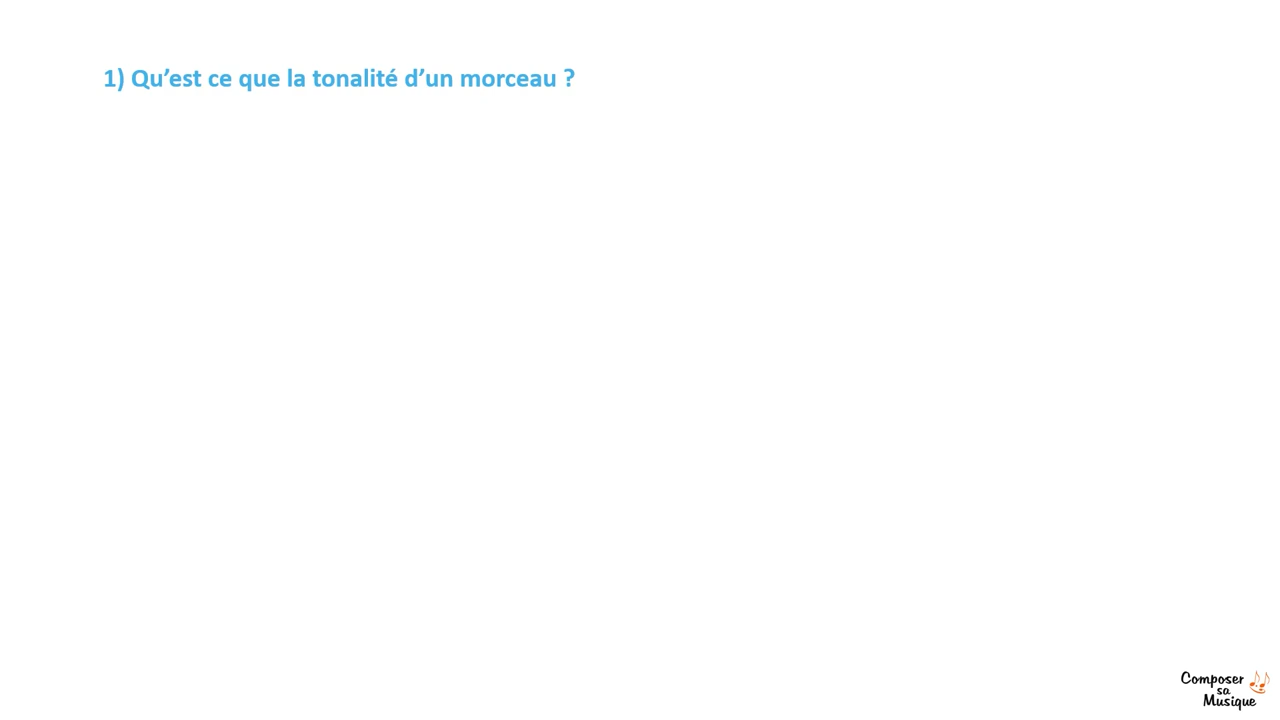 1) Qu’est ce que la tonalité d’un morceau ?
Composer
sa
Musique